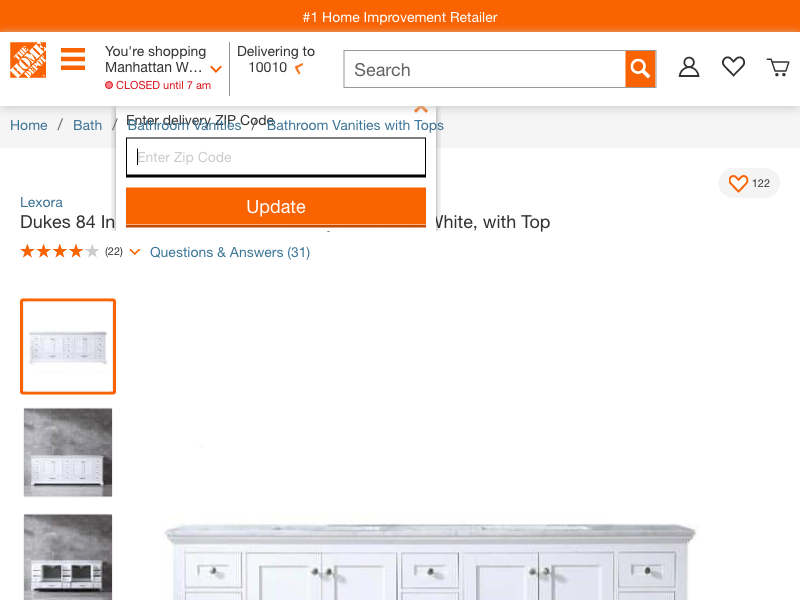 #1 Home Improvement Retailer
THE HOME DEPOT
You're shopping
Manhattan W...
CLOSED until 7 am
Delivering to
10010
Search
Home / Bath / Bathroom Vanities / Bathroom Vanities with Tops
Enter delivery ZIP Code
Enter Zip Code
Update
122
Lexora
Dukes 84 In
White, with Top
(22)
Questions & Answers (31)